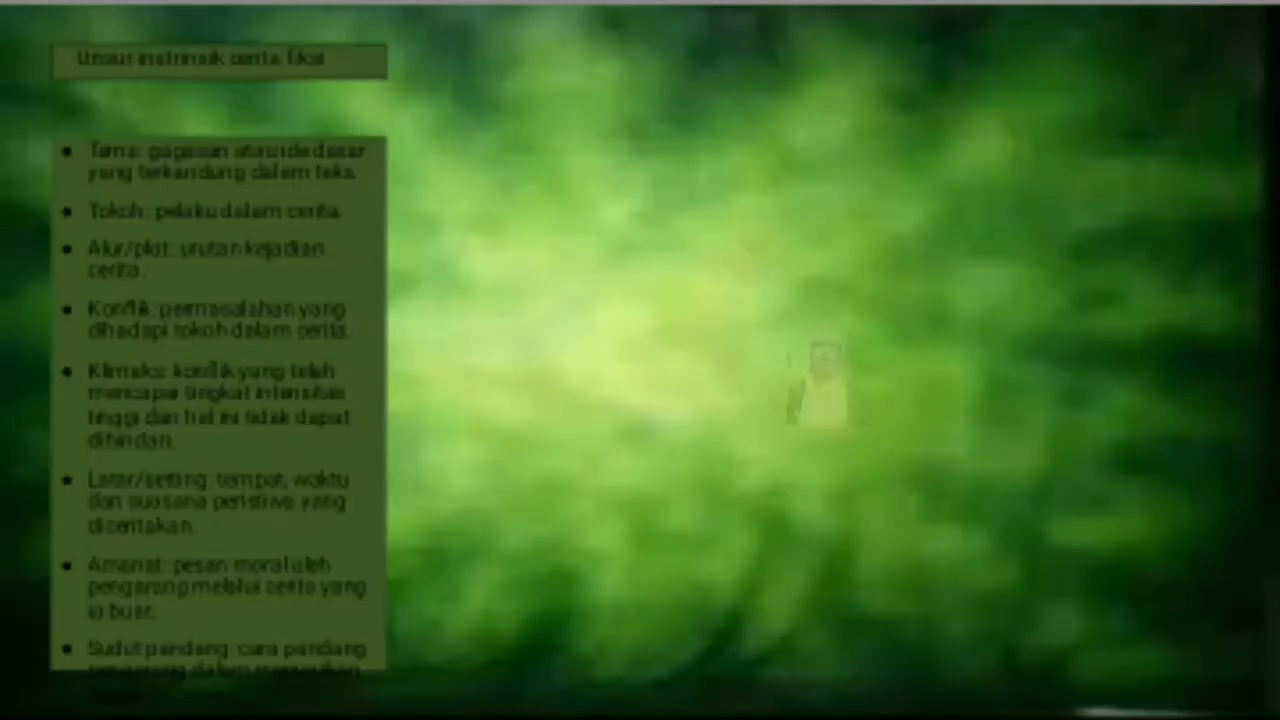 Unsur instrinsik cerita fiksi
• Tema: gagasan atau ide dasar
yang terkandung dalam teks.
• Tokoh: pelaku dalam cerita.
• Alur/plot: urutan kejadian
cerita.
• Konflik: permasalahan yang
dihadapi tokoh dalam cerita.
• Klimaks: konflik yang telah
mencapai tingkat intensitas
tinggi dan hal ini tidak dapat
dihindari.
• Latar/setting: tempat, waktu
dan suasana peristiwa yang
diceritakan.
• Amanat: pesan moral oleh
pengarang melalui cerita yang
ia buat.
• Sudut pandang: cara pandang
pengarang dalam